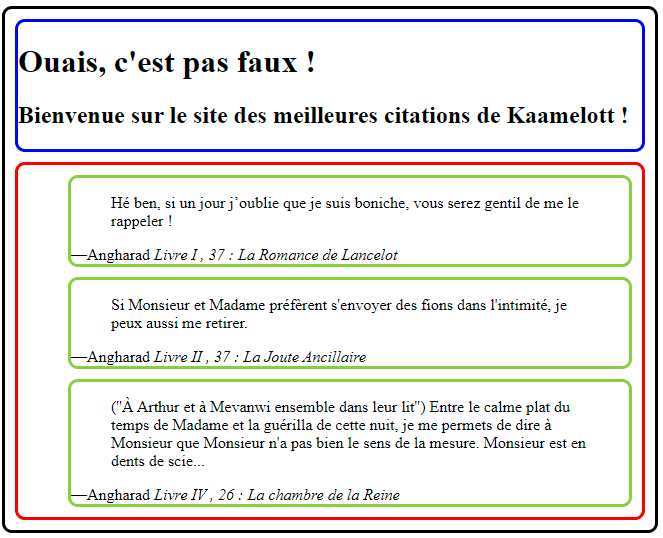 Ouais, c'est pas faux !
Bienvenue sur le site des meilleures citations de Kaamelott !
Hé ben, si un jour j’oublie que je suis boniche, vous serez gentil de me le
rappeler !
—Angharad Livre I , 37 : La Romance de Lancelot
Si Monsieur et Madame préfèrent s'envoyer des fions dans l'intimité, je
peux aussi me retirer.
—Angharad Livre II , 37 : La Joute Ancillaire
("À Arthur et à Mevanwi ensemble dans leur lit") Entre le calme plat du
temps de Madame et la guérilla de cette nuit, je me permets de dire à
Monsieur que Monsieur n'a pas bien le sens de la mesure. Monsieur est en
dents de scie...
—Angharad Livre IV , 26 : La chambre de la Reine